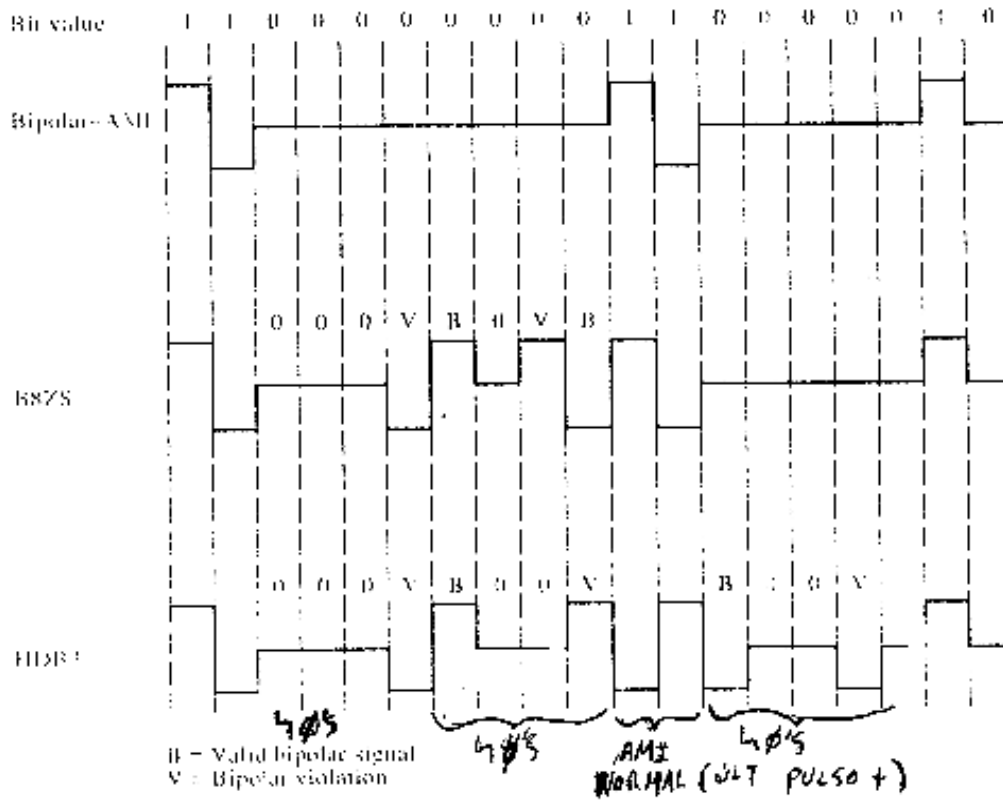 Bit value 1 1 0 0 0 0 0 0 0 0 1 1 0 0 0 0 0 1 0
Bipolar-AMI
0 0 0 V B 0 V B
B8ZS
0 0 0 V B 0 0 V B 0 V
HDB3
4 0'S 4 0'S AMI 4 0'S
B = Valid bipolar signal
NORMAL (ÚLT PULSO +)
V = Bipolar violation